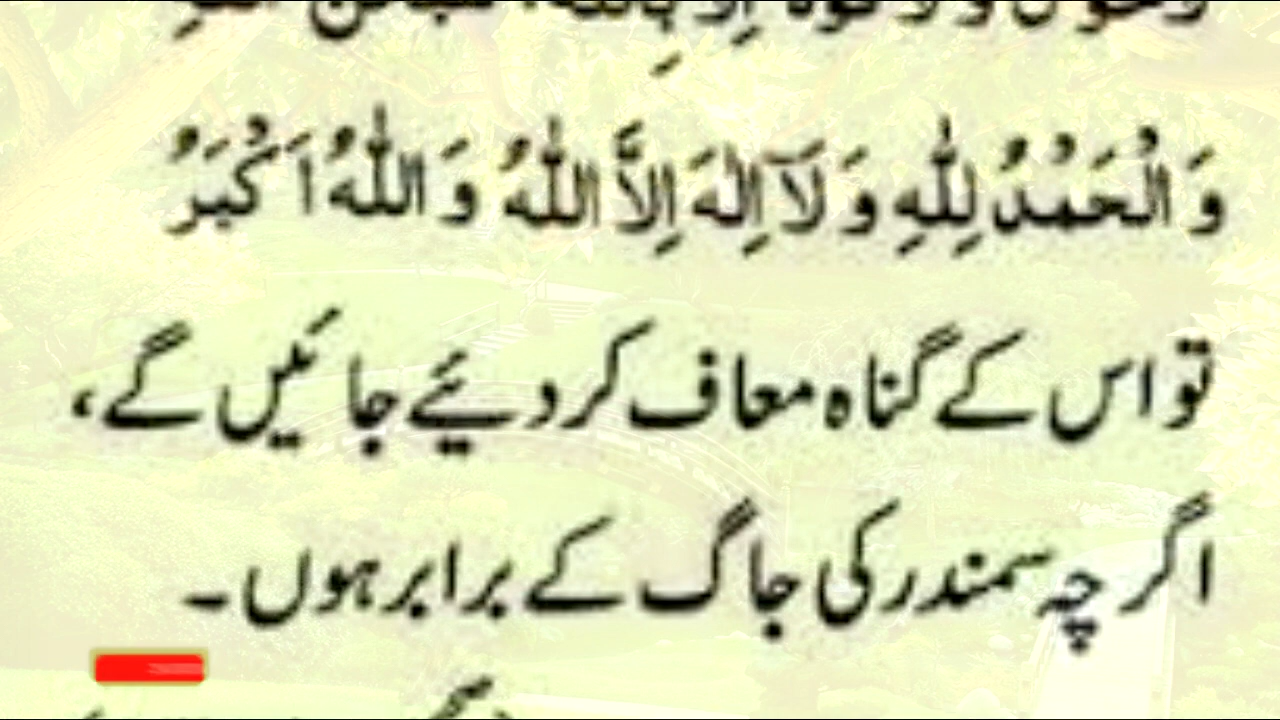 وَالْحَمْدُ لِلّٰهِ وَلَآ اِلٰهَ اِلاَّ اللّٰهُ وَاللّٰهُ اَكْبَرُ
تو اس کے گناہ معاف کر دیئے جائیں گے،
اگرچہ سمندر کی جاگ کے برابر ہوں۔